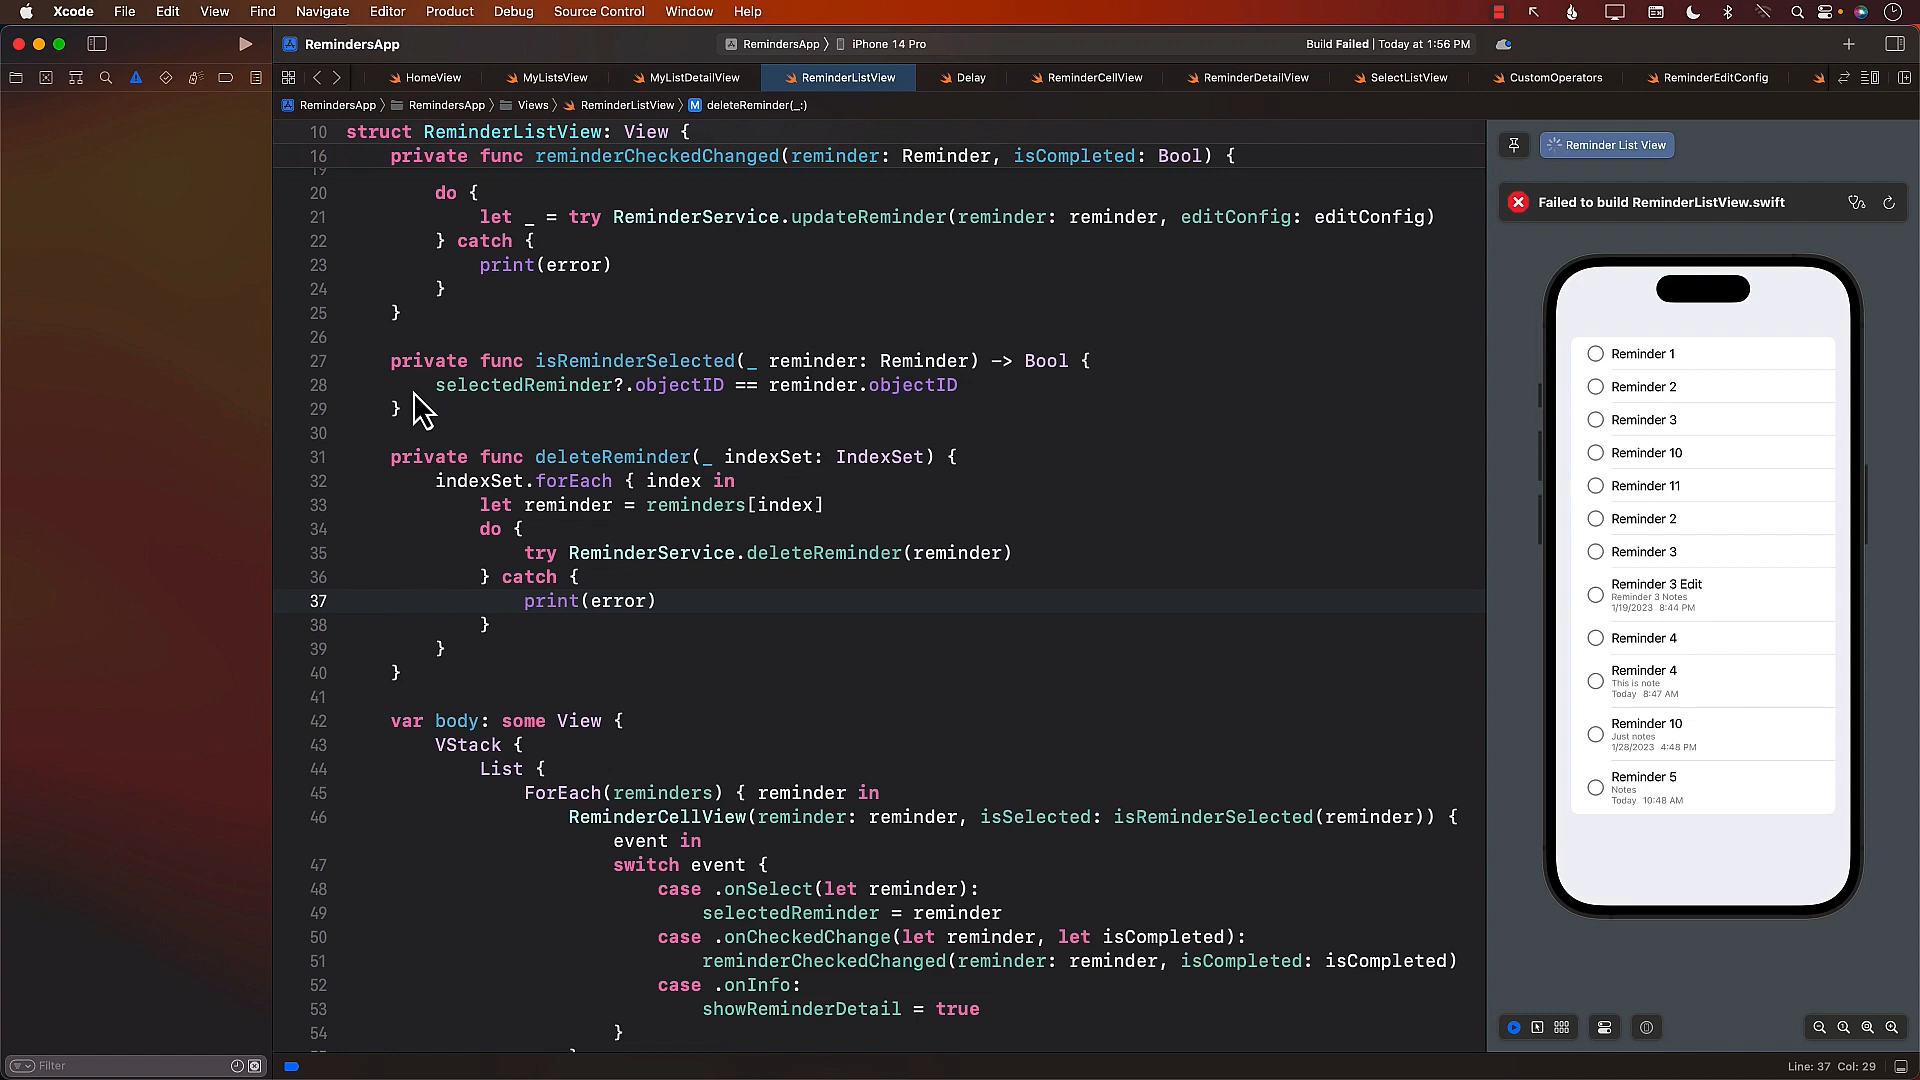 Xcode File Edit View Find Navigate Editor Product Debug Source Control Window Help
RemindersApp
RemindersApp 〉 iPhone 14 Pro
Build Failed | Today at 1:56 PM
HomeView MyListsView MyListDetailView ReminderListView Delay ReminderCellView ReminderDetailView SelectListView CustomOperators ReminderEditConfig
RemindersApp 〉 RemindersApp 〉 Views 〉 ReminderListView 〉 M deleteReminder(_:)
10 struct ReminderListView: View {
16 private func reminderCheckedChanged(reminder: Reminder, isCompleted: Bool) {
19
20 do {
21 let _ = try ReminderService.updateReminder(reminder: reminder, editConfig: editConfig)
22 } catch {
23 print(error)
24 }
25 }
26
27 private func isReminderSelected(_ reminder: Reminder) -> Bool {
28 selectedReminder?.objectID == reminder.objectID
29 }
30
31 private func deleteReminder(_ indexSet: IndexSet) {
32 indexSet.forEach { index in
33 let reminder = reminders[index]
34 do {
35 try ReminderService.deleteReminder(reminder)
36 } catch {
37 print(error)
38 }
39 }
40 }
41
42 var body: some View {
43 VStack {
44 List {
45 ForEach(reminders) { reminder in
46 ReminderCellView(reminder: reminder, isSelected: isReminderSelected(reminder)) {
event in
47 switch event {
48 case .onSelect(let reminder):
49 selectedReminder = reminder
50 case .onCheckedChange(let reminder, let isCompleted):
51 reminderCheckedChanged(reminder: reminder, isCompleted: isCompleted)
52 case .onInfo:
53 showReminderDetail = true
54 }
Reminder List View
Failed to build ReminderListView.swift
Reminder 1
Reminder 2
Reminder 3
Reminder 10
Reminder 11
Reminder 2
Reminder 3
Reminder 3 Edit
Reminder 3 Notes
1/19/2023 8:44 PM
Reminder 4
Reminder 4
This is note
Today 8:47 AM
Reminder 10
Just notes
1/28/2023 4:48 PM
Reminder 5
Notes
Today 10:48 AM
Filter
Line: 37 Col: 29